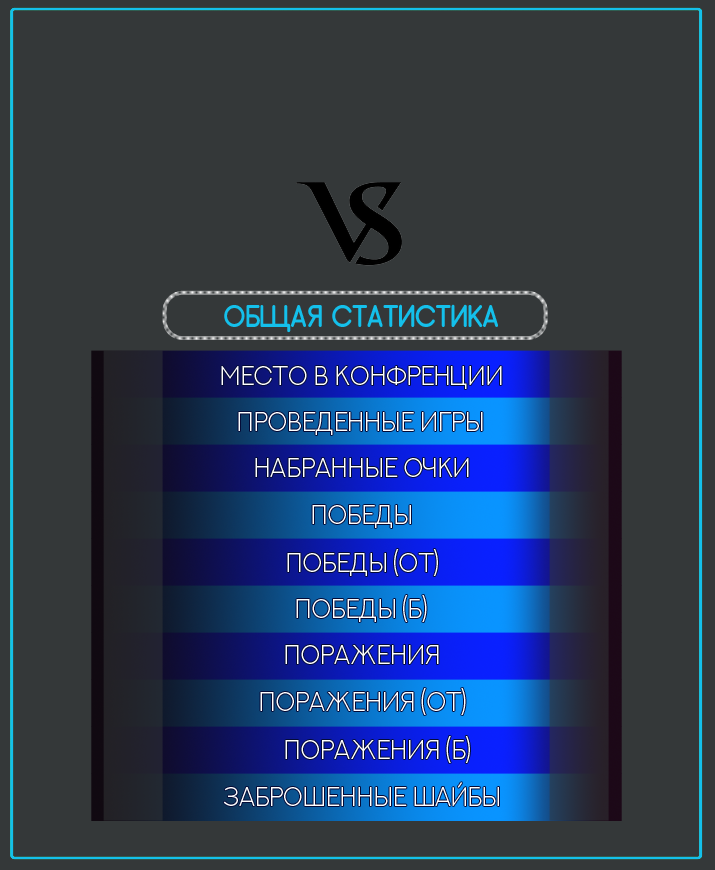 VS
ОБЩАЯ СТАТИСТИКА
МЕСТО В КОНФРЕНЦИИ
ПРОВЕДЕННЫЕ ИГРЫ
НАБРАННЫЕ ОЧКИ
ПОБЕДЫ
ПОБЕДЫ (ОТ)
ПОБЕДЫ (Б)
ПОРАЖЕНИЯ
ПОРАЖЕНИЯ (ОТ)
ПОРАЖЕНИЯ (Б)
ЗАБРОШЕННЫЕ ШАЙБЫ